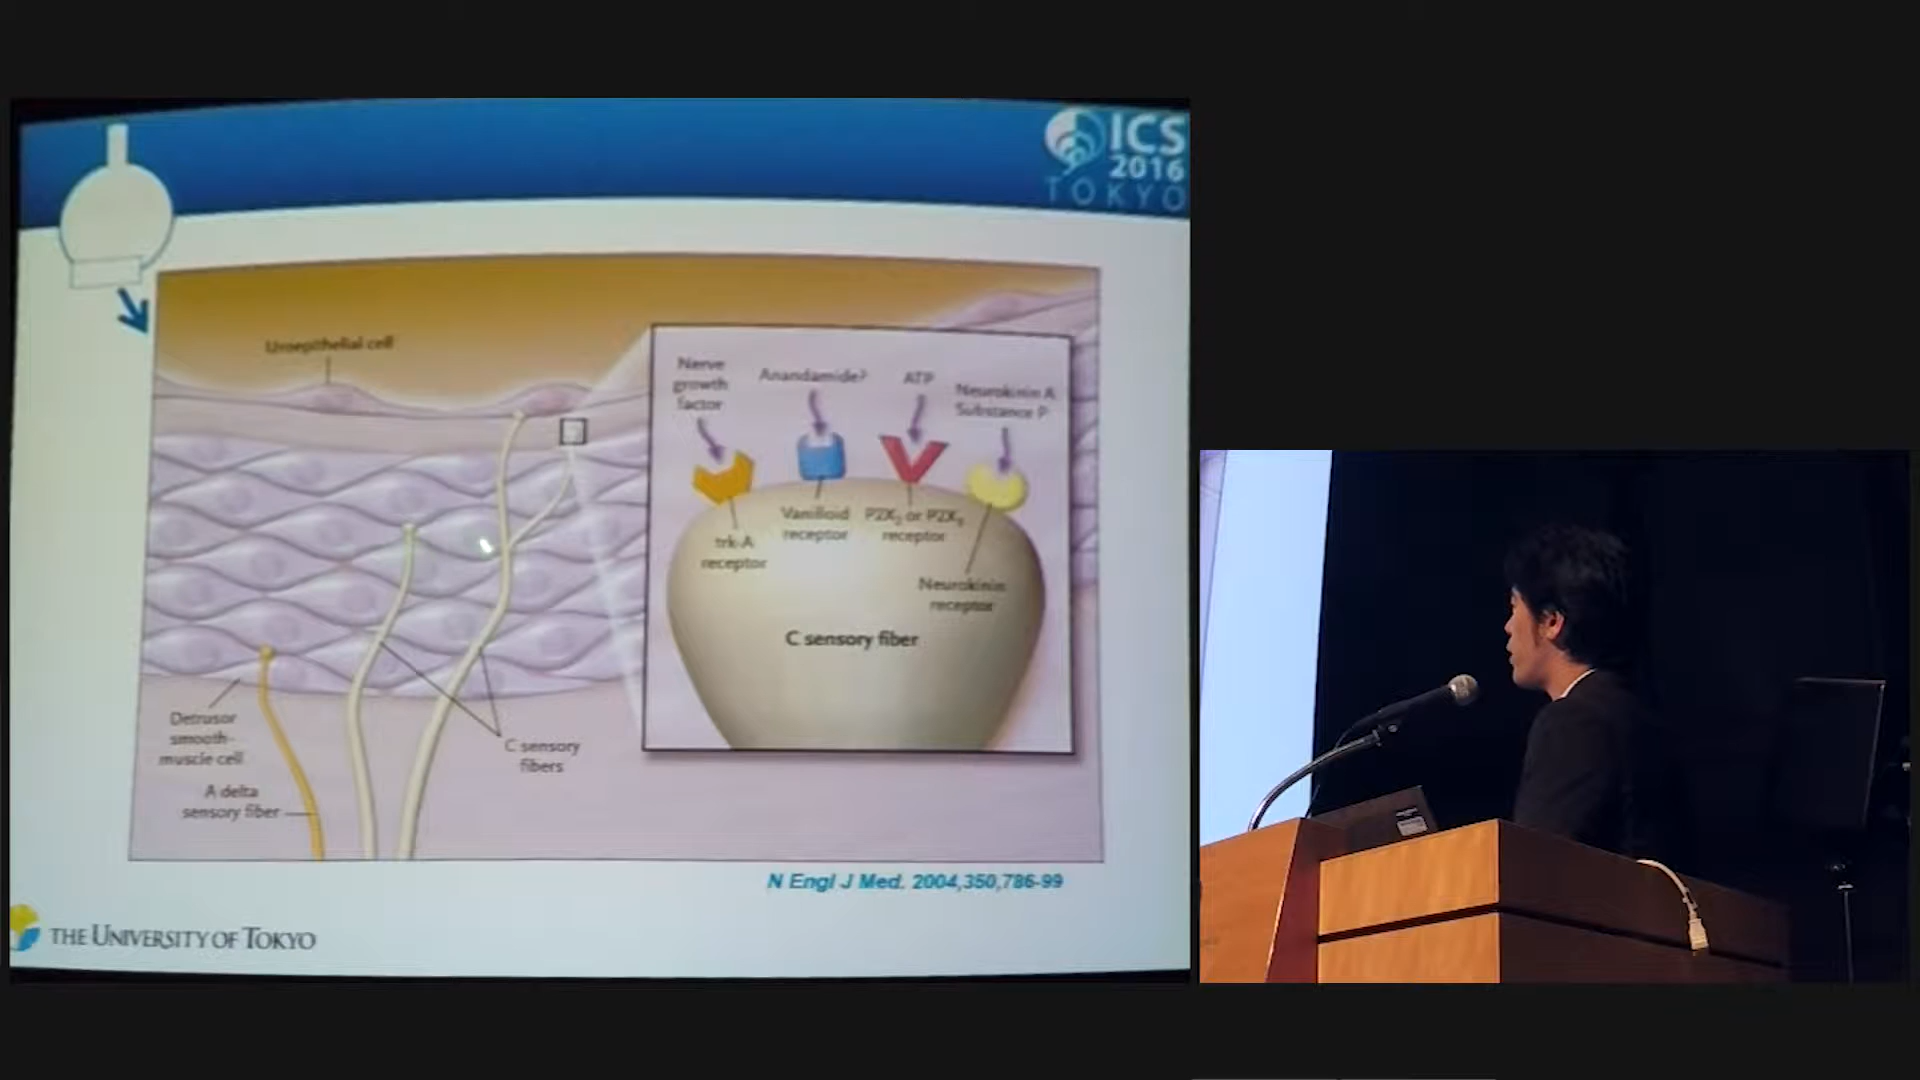 ICS
2016
TOKYO
Uroepithelial cell
Nerve
growth
factor
Anandamide?
ATP
Neurokinin A
Substance P
trk-A
receptor
Vanilloid
receptor
P2X₂ or P2X₃
receptor
Neurokinin
receptor
C sensory fiber
Detrusor
smooth-
muscle cell
A delta
sensory fiber
C sensory
fibers
N Engl J Med. 2004,350,786-99
THE UNIVERSITY OF TOKYO